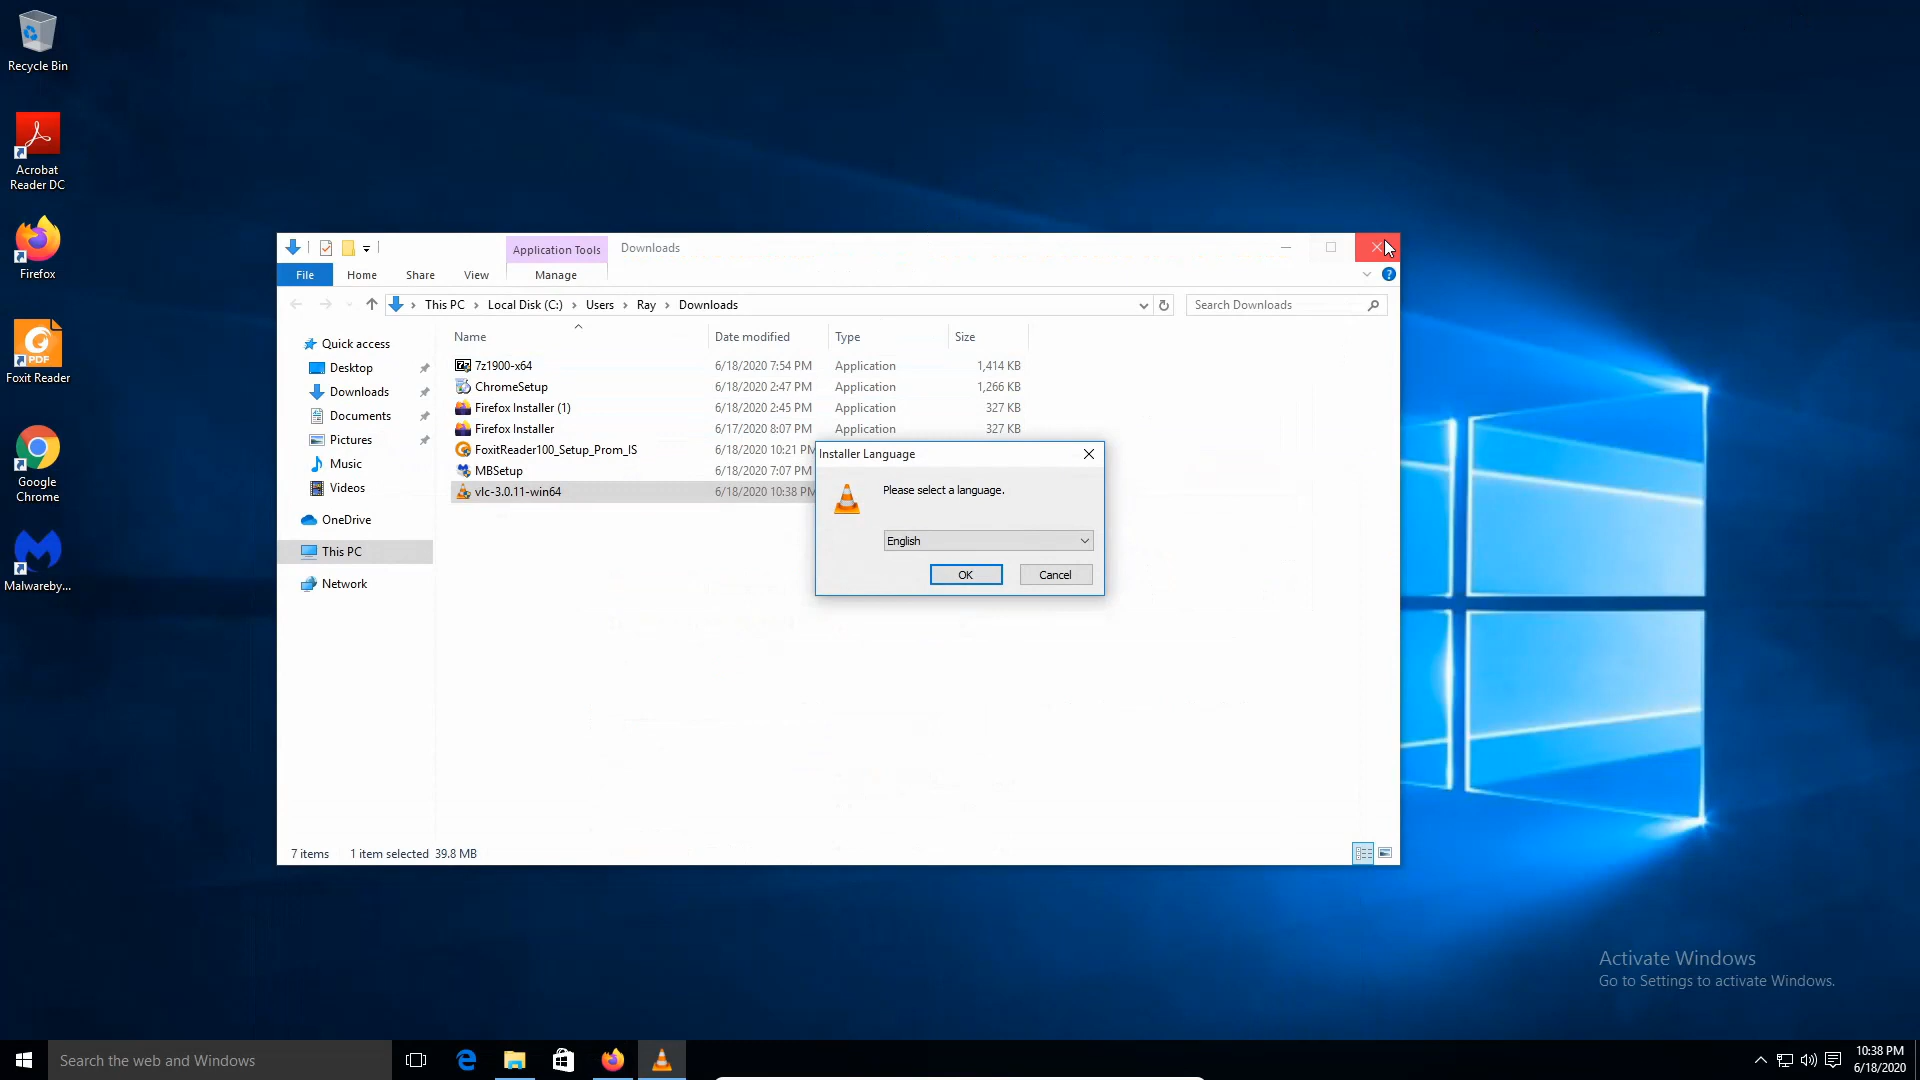 Recycle Bin
Acrobat
Reader DC
Firefox
PDF
Foxit Reader
Google
Chrome
Malwareby...
Application Tools
Downloads
File
Home
Share
View
Manage
This PC
Local Disk (C:)
Users
Ray
Downloads
Search Downloads
Quick access
Desktop
Downloads
Documents
Pictures
Music
Videos
OneDrive
This PC
Network
Name
Date modified
Type
Size
7z1900-x64 6/18/2020 7:54 PM Application 1,414 KB
ChromeSetup 6/18/2020 2:47 PM Application 1,266 KB
Firefox Installer (1) 6/18/2020 2:45 PM Application 327 KB
Firefox Installer 6/17/2020 8:07 PM Application 327 KB
FoxitReader100_Setup_Prom_IS 6/18/2020 10:21 PM
MBSetup 6/18/2020 7:07 PM
vlc-3.0.11-win64 6/18/2020 10:38 PM
Installer Language
Please select a language.
English
OK
Cancel
7 items 1 item selected 39.8 MB
Activate Windows
Go to Settings to activate Windows.
Search the web and Windows
10:38 PM
6/18/2020